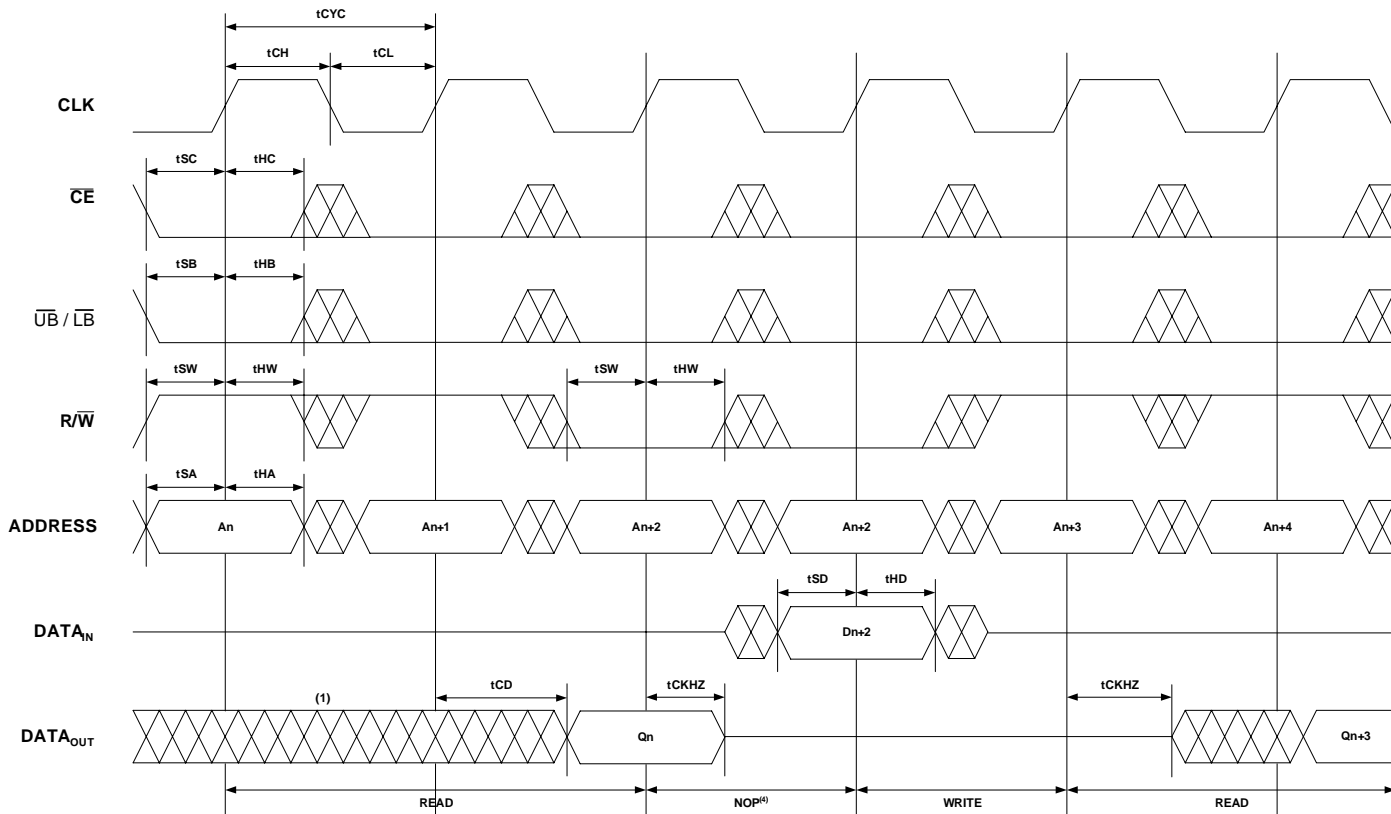 tCYC
tCH tCL
CLK
tSC tHC
CE
tSB tHB
UB / LB
tSW tHW tSW tHW
R/W
tSA tHA
ADDRESS An An+1 An+2 An+2 An+3 An+4
tSD tHD
DATAIN Dn+2
tCD tCKHZ tCKHZ
(1)
DATAOUT Qn Qn+3
READ NOP(4) WRITE READ